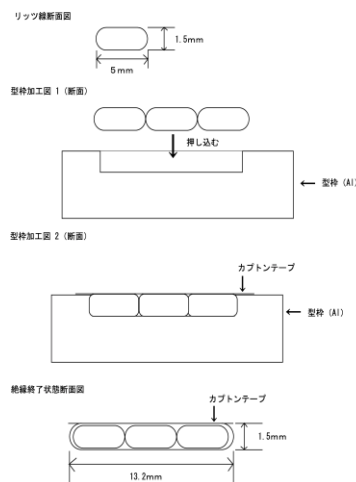 リッツ線断面図
1.5mm
5mm
型枠加工図 1 (断面)
押し込む
型枠 (Al)
型枠加工図 2 (断面)
カプトンテープ
型枠 (Al)
絶縁終了状態断面図
カプトンテープ
1.5mm
13.2mm